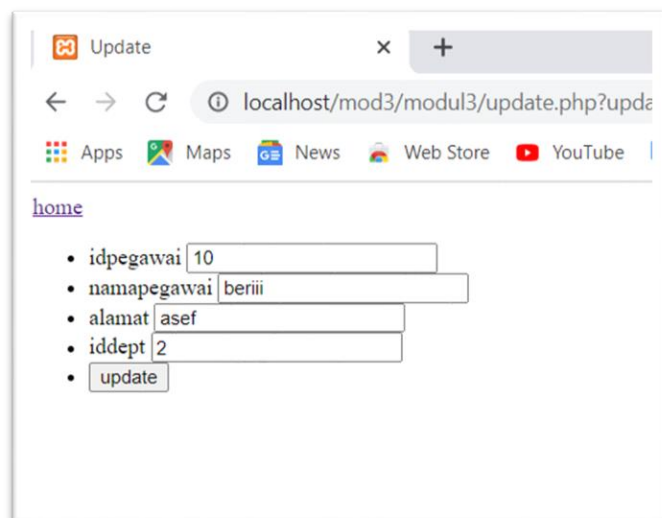 Update
localhost/mod3/modul3/update.php?upda
Apps Maps News Web Store YouTube
home
idpegawai 10
namapegawai beriii
alamat asef
iddept 2
update